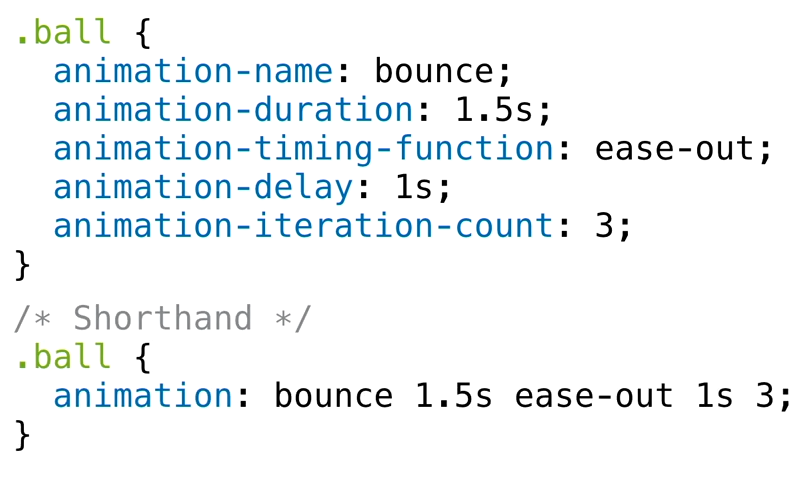 .ball {
  animation-name: bounce;
  animation-duration: 1.5s;
  animation-timing-function: ease-out;
  animation-delay: 1s;
  animation-iteration-count: 3;
}
/* Shorthand */
.ball {
  animation: bounce 1.5s ease-out 1s 3;
}